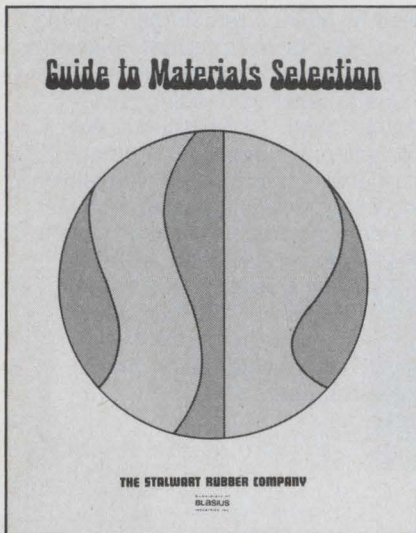 Guide to Materials Selection
THE STALWART RUBBER COMPANY
BLASIUS